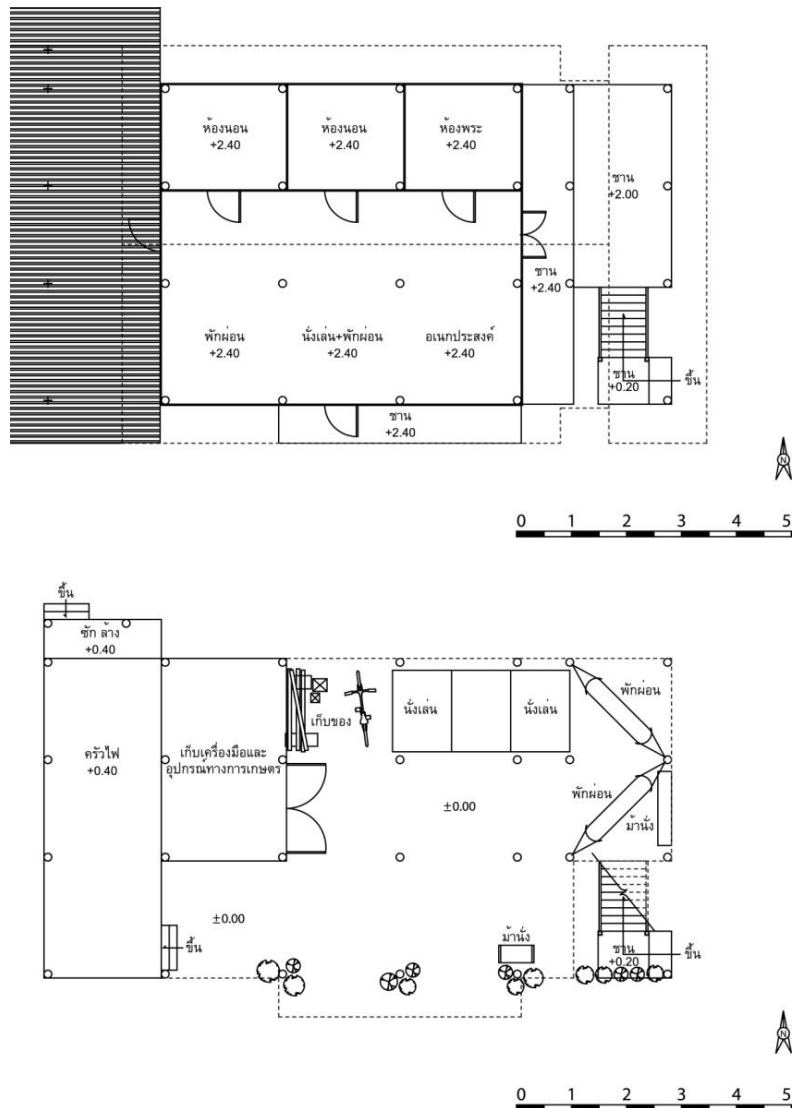 ห้องนอน
+2.40
ห้องนอน
+2.40
ห้องพระ
+2.40
ชาน
+2.00
ชาน
+2.40
พักผ่อน
+2.40
นั่งเล่น+พักผ่อน
+2.40
อเนกประสงค์
+2.40
ชาน
+0.20
ขึ้น
ชาน
+2.40
N
0 1 2 3 4 5
ขึ้น
ซัก ล้าง
+0.40
ครัวไฟ
+0.40
เก็บเครื่องมือและ
อุปกรณ์ทางการเกษตร
เก็บของ
นั่งเล่น
นั่งเล่น
พักผ่อน
พักผ่อน
ม้านั่ง
±0.00
±0.00
ขึ้น
ม้านั่ง
ชาน
+0.20
ขึ้น
N
0 1 2 3 4 5